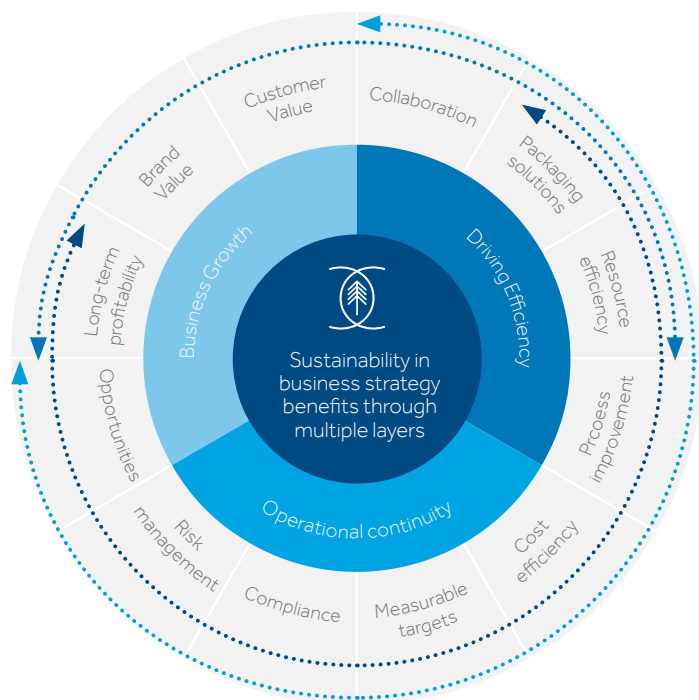 Customer
Value
Collaboration
Packaging
solutions
Resource
efficiency
Prcoess
improvement
Cost
efficiency
Measurable
targets
Compliance
Risk
management
Opportunities
Long-term
profitability
Brand
Value
Business Growth
Driving Efficiency
Operational continuity
Sustainability in
business strategy
benefits through
multiple layers